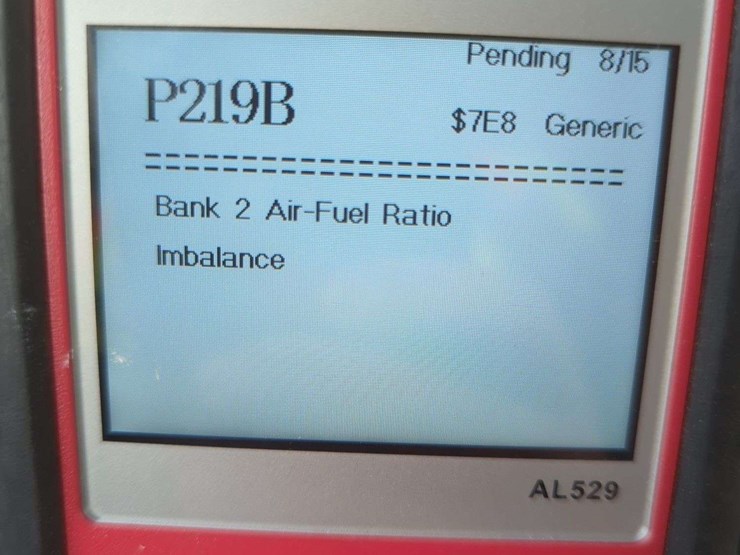 Pending 8/15
P219B
$7E8 Generic
==============================
Bank 2 Air-Fuel Ratio
Imbalance
AL529